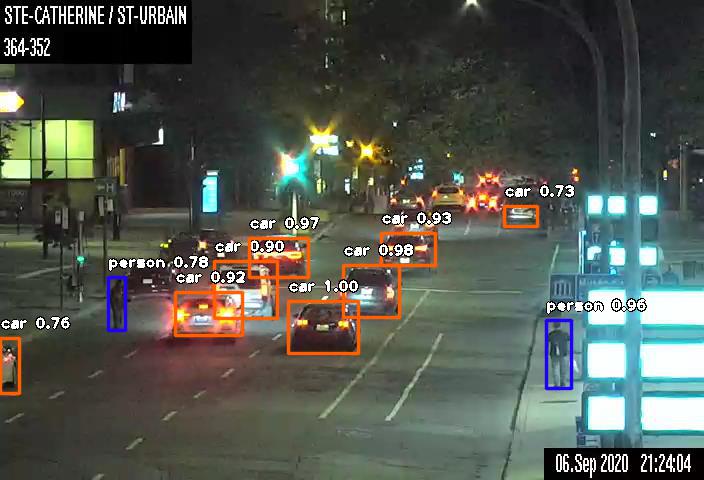 STE-CATHERINE / ST-URBAIN
364-352
car 0.73
car 0.97
car 0.93
car 0.90
car 0.98
person 0.78
car 0.92
car 1.00
person 0.96
car 0.76
06.Sep 2020 21:24:04